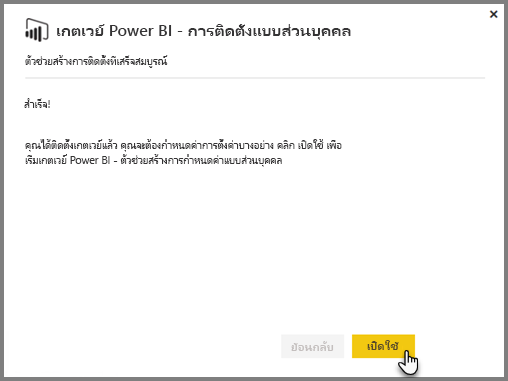 เกตเวย์ Power BI - การติดตั้งแบบส่วนบุคคล
ตัวช่วยสร้างการติดตั้งที่เสร็จสมบูรณ์
สำเร็จ!
คุณได้ติดตั้งเกตเวย์แล้ว คุณจะต้องกำหนดค่าการตั้งค่าบางอย่าง คลิก เปิดใช้ เพื่อ
เริ่มเกตเวย์ Power BI - ตัวช่วยสร้างการกำหนดค่าแบบส่วนบุคคล
ย้อนกลับ
เปิดใช้